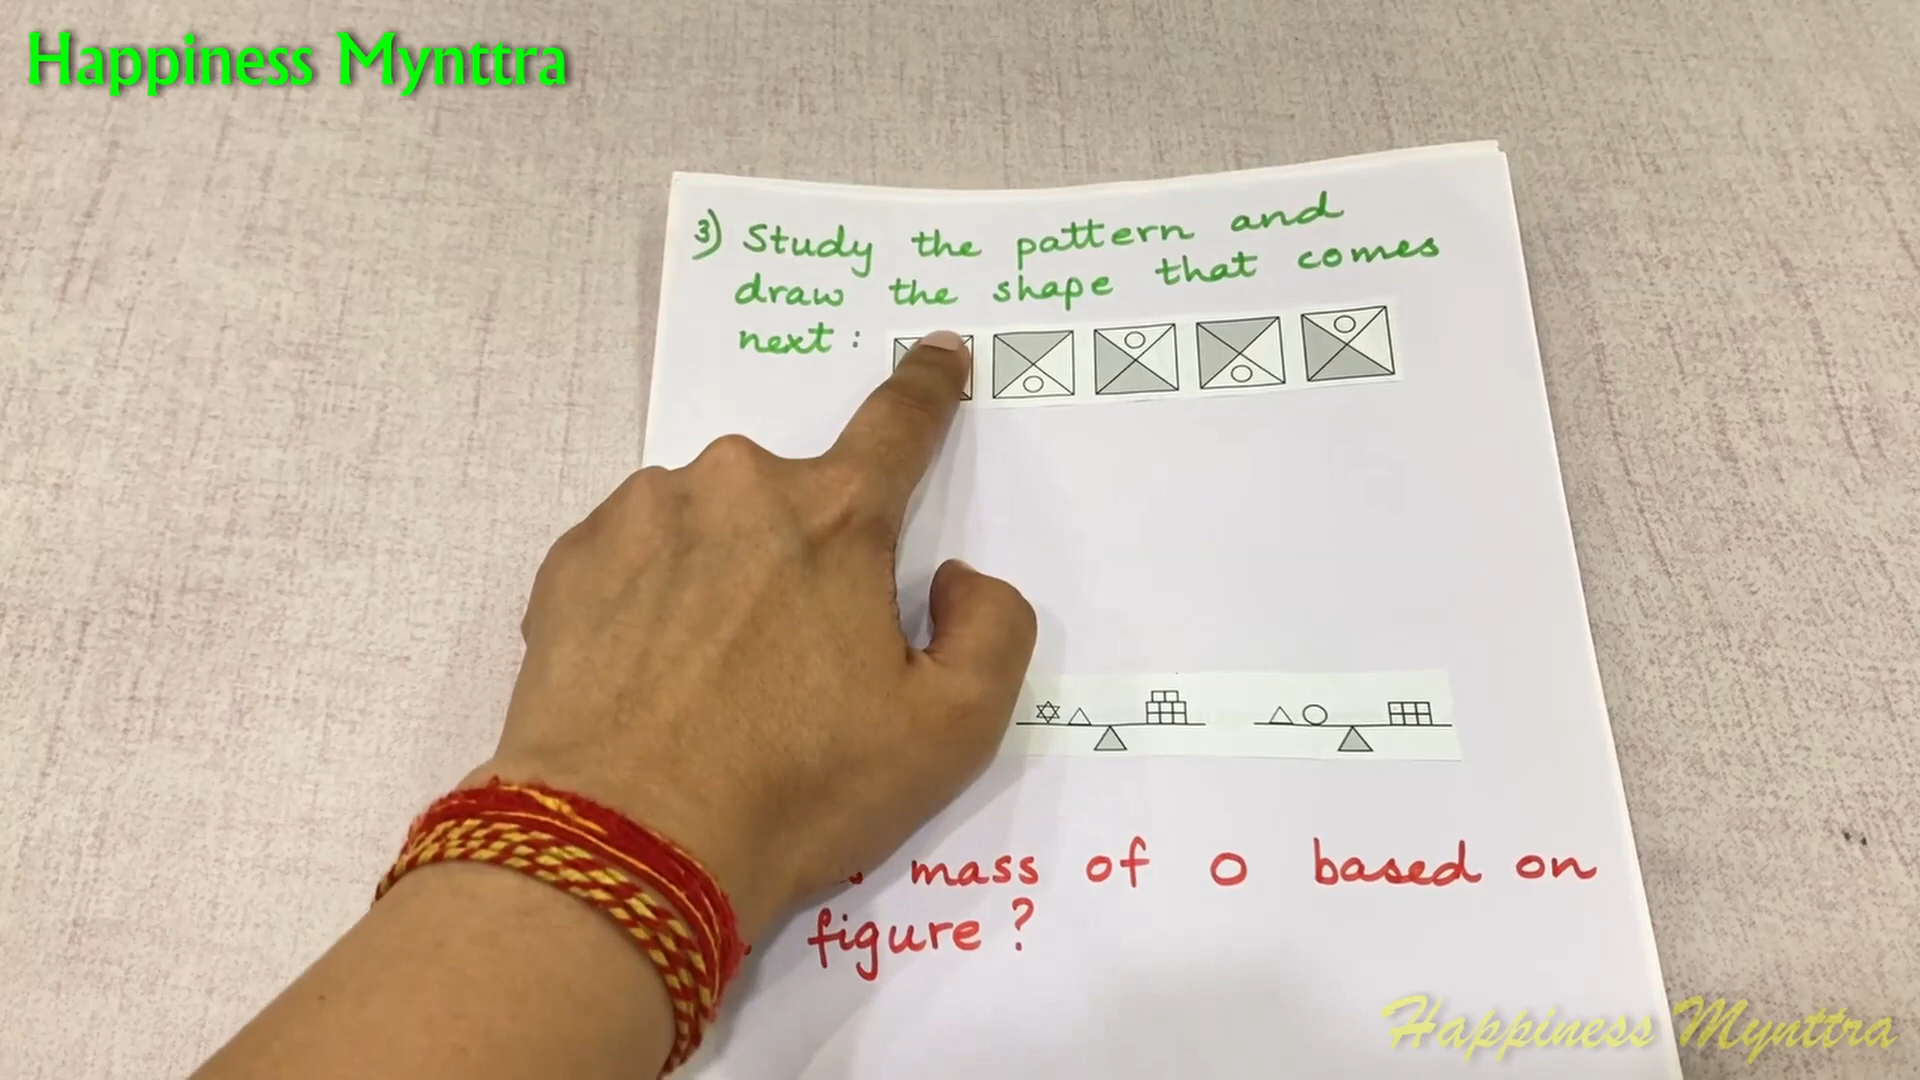 Happiness Mynttra
3) Study the pattern and
draw the shape that comes
next :
mass of O based on
figure ?
Happiness Mynttra